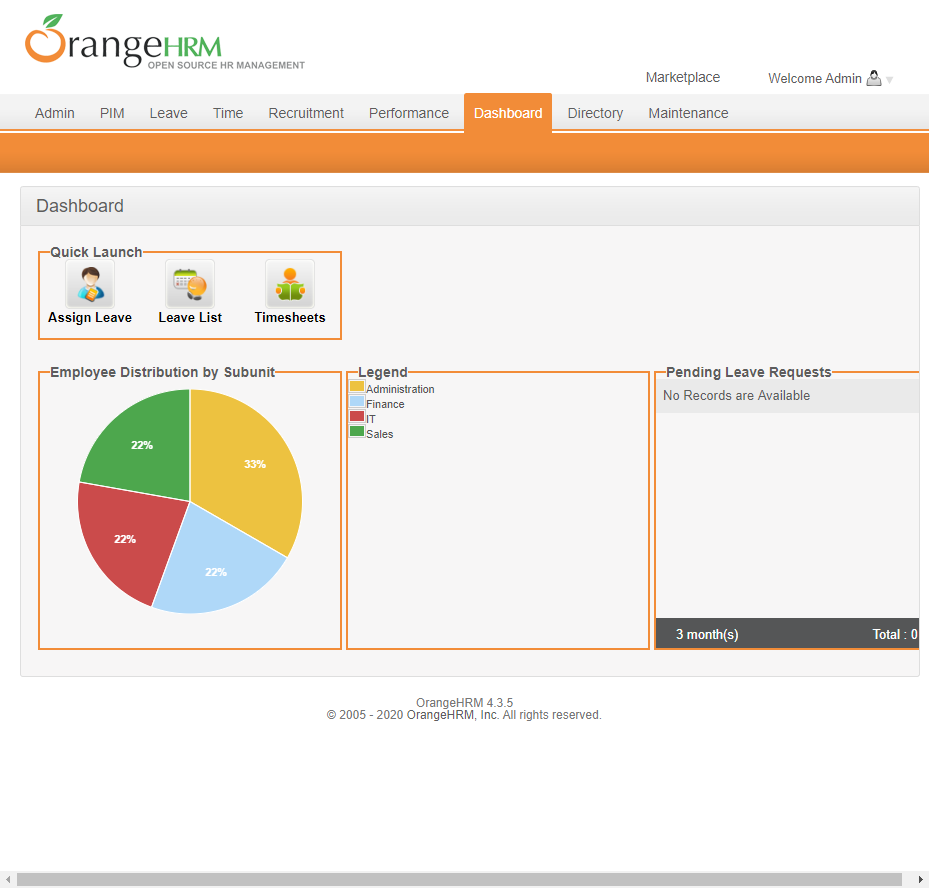 OrangeHRM
OPEN SOURCE HR MANAGEMENT
Marketplace
Welcome Admin
Admin PIM Leave Time Recruitment Performance Dashboard Directory Maintenance
Dashboard
Quick Launch
Assign Leave Leave List Timesheets
Employee Distribution by Subunit
22%
33%
22%
22%
Legend
Administration
Finance
IT
Sales
Pending Leave Requests
No Records are Available
3 month(s) Total : 0
OrangeHRM 4.3.5
© 2005 - 2020 OrangeHRM, Inc. All rights reserved.